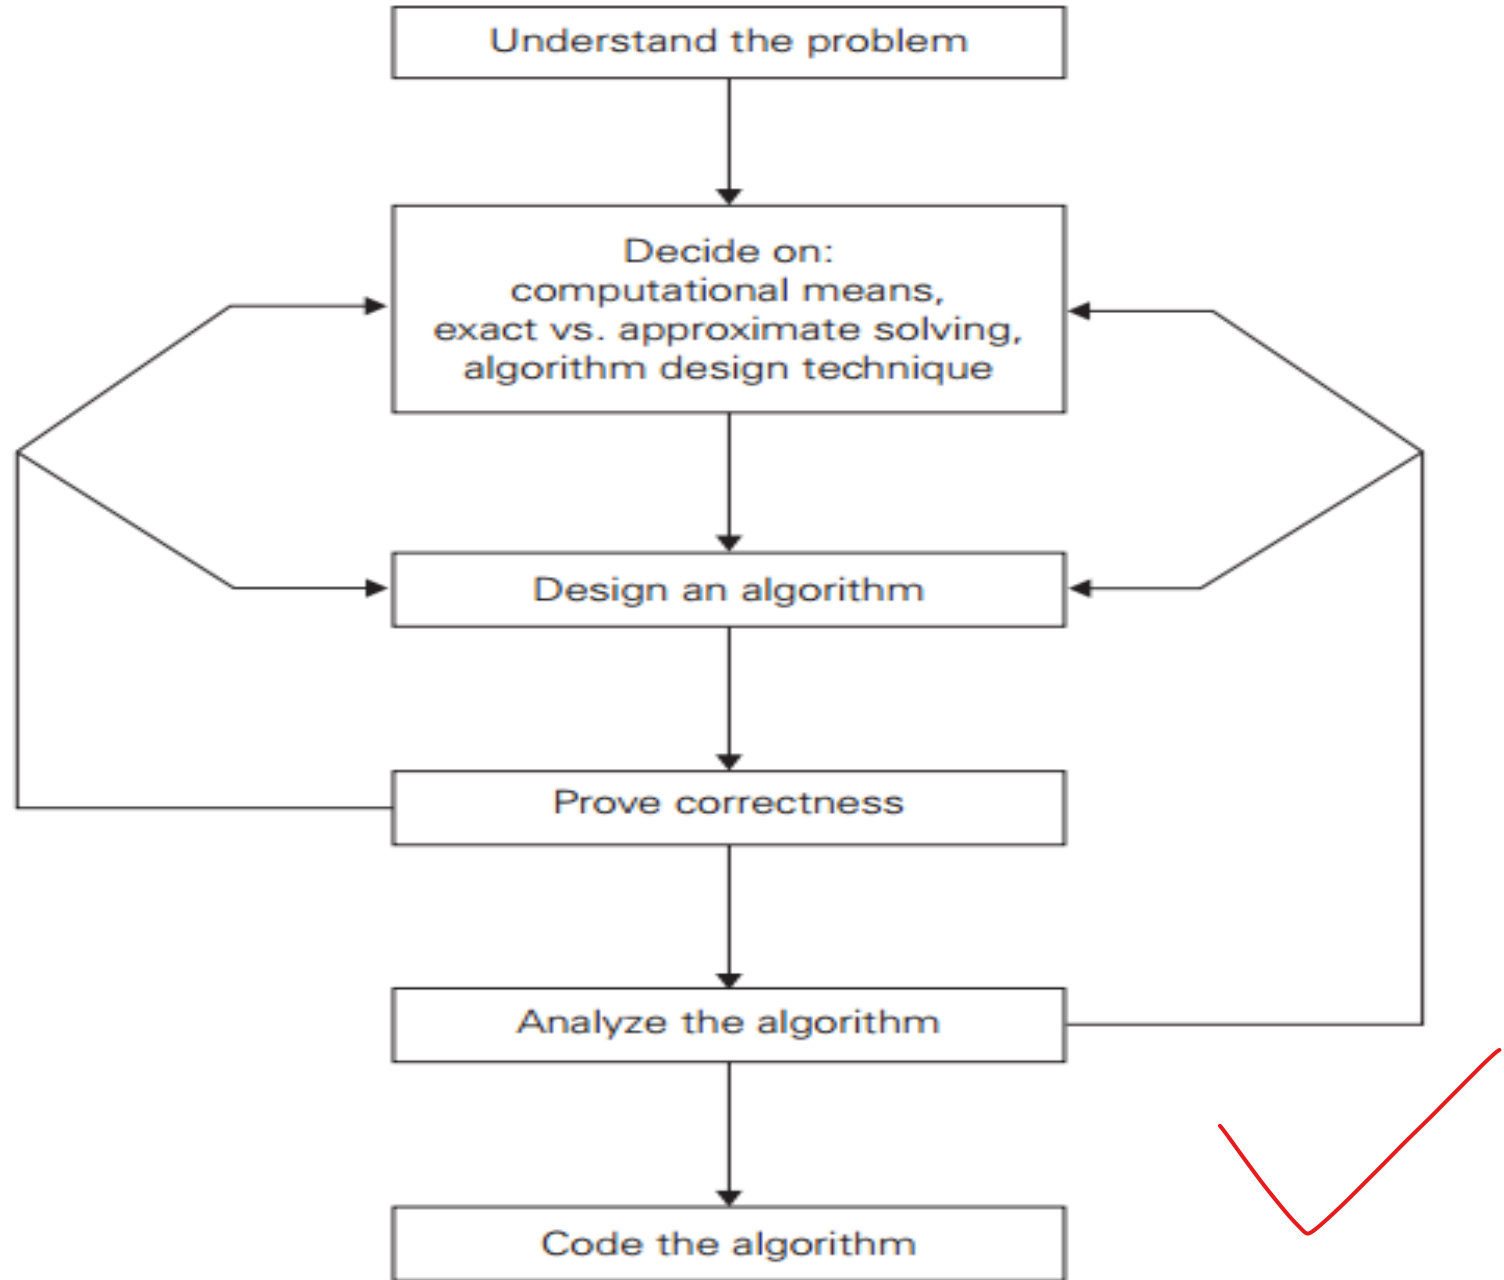 Understand the problem
Decide on:
computational means,
exact vs. approximate solving,
algorithm design technique
Design an algorithm
Prove correctness
Analyze the algorithm
Code the algorithm